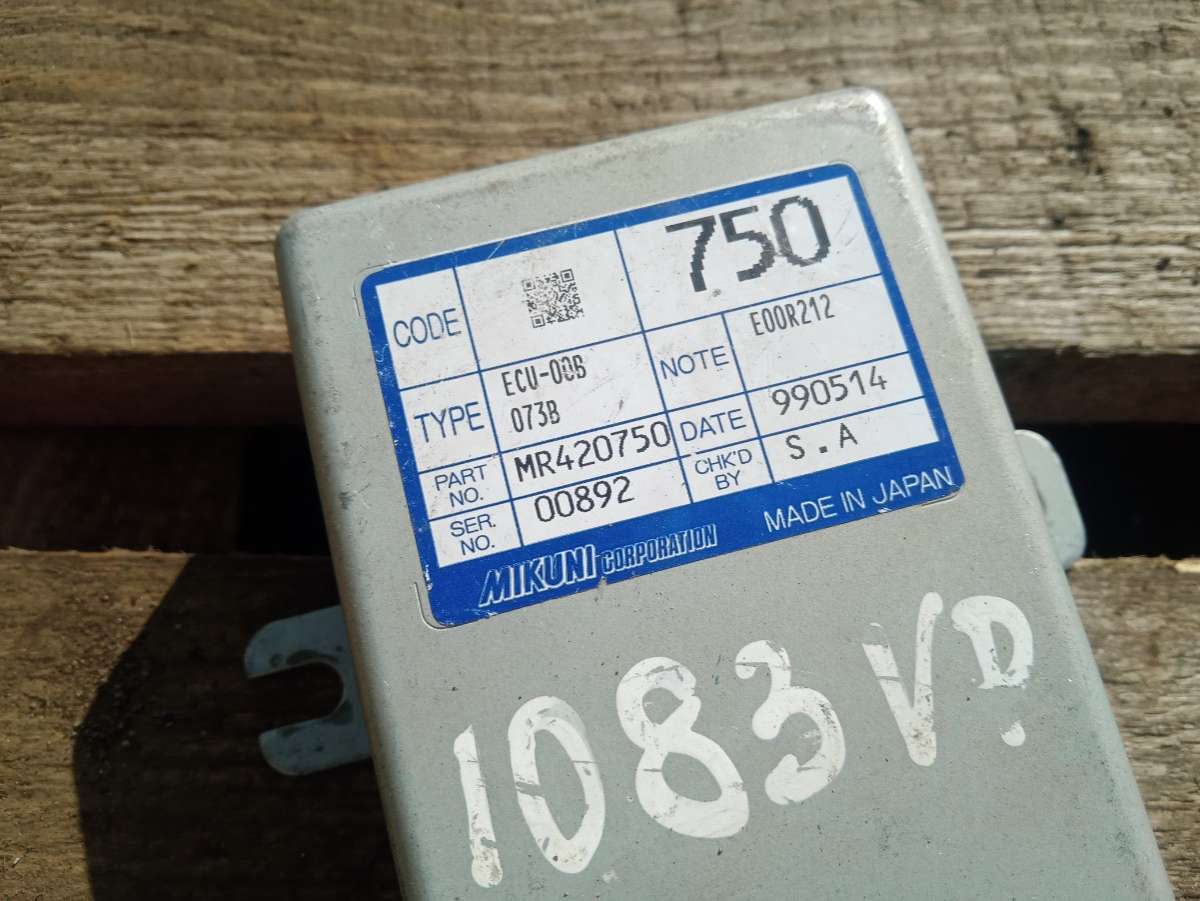 CODE 750
TYPE ECU-00B NOTE E00R212
073B
PART NO. MR420750 DATE 990514
SER. NO. 00892 CHK'D BY S.A
MIKUNI CORPORATION MADE IN JAPAN
1083 VD